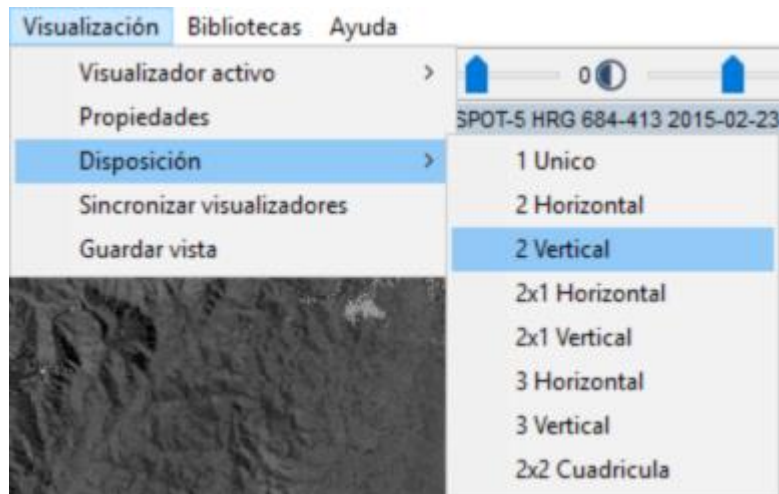 Visualización Bibliotecas Ayuda
Visualizador activo >
0
Propiedades
SPOT-5 HRG 684-413 2015-02-23
Disposición >
1 Unico
Sincronizar visualizadores
2 Horizontal
Guardar vista
2 Vertical
2x1 Horizontal
2x1 Vertical
3 Horizontal
3 Vertical
2x2 Cuadricula